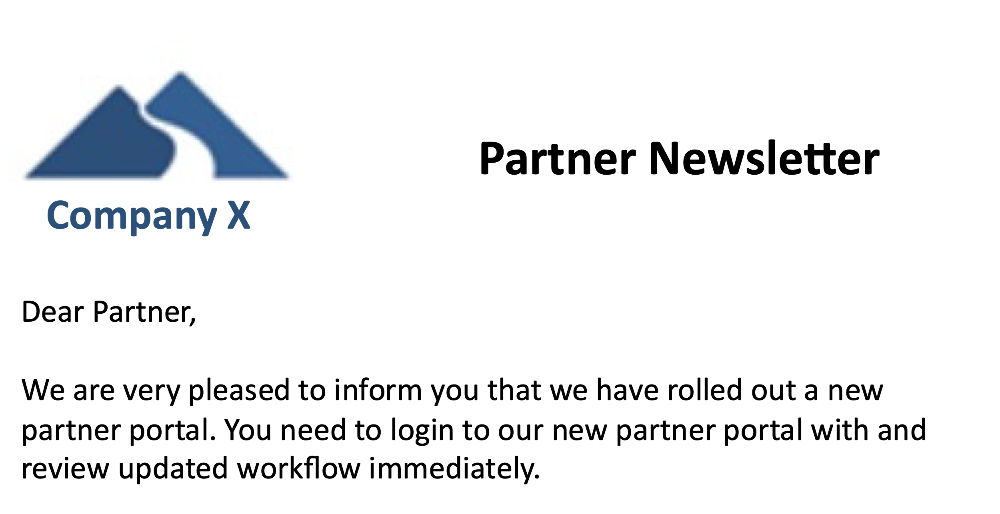 Partner Newsletter
Company X
Dear Partner,
We are very pleased to inform you that we have rolled out a new
partner portal. You need to login to our new partner portal with and
review updated workflow immediately.